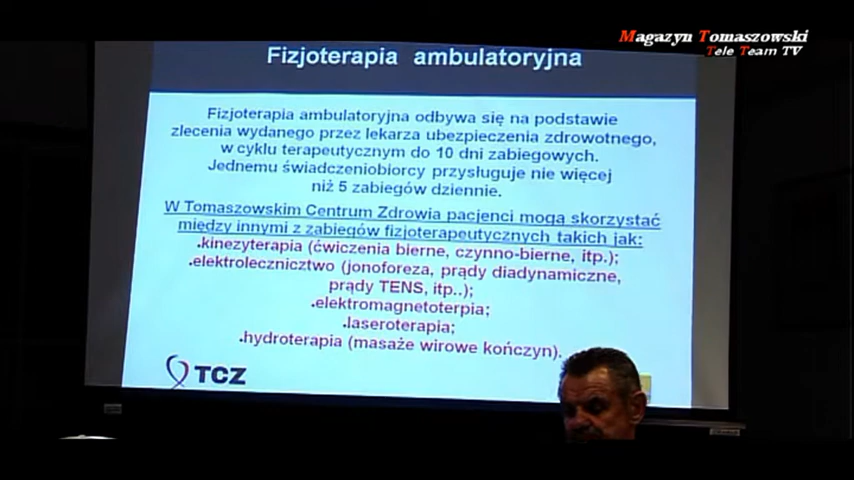 Magazyn Tomaszowski
Tele Team TV
Fizjoterapia ambulatoryjna
Fizjoterapia ambulatoryjna odbywa się na podstawie
zlecenia wydanego przez lekarza ubezpieczenia zdrowotnego,
w cyklu terapeutycznym do 10 dni zabiegowych.
Jednemu świadczeniobiorcy przysługuje nie więcej
niż 5 zabiegów dziennie.
W Tomaszowskim Centrum Zdrowia pacjenci mogą skorzystać
między innymi z zabiegów fizjoterapeutycznych takich jak:
.kinezyterapia (ćwiczenia bierne, czynno-bierne, itp.);
.elektrolecznictwo (jonoforeza, prądy diadynamiczne,
prądy TENS, itp..);
.elektromagnetoterpia;
.laseroterapia;
.hydroterapia (masaże wirowe kończyn).
TCZ